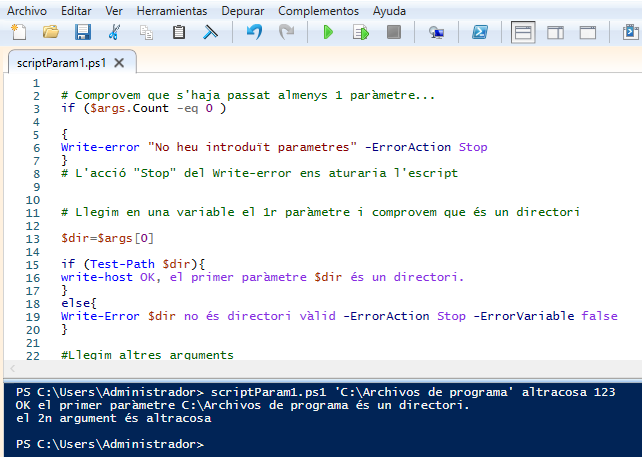 Archivo Editar Ver Herramientas Depurar Complementos Ayuda
scriptParam1.ps1
1
2 # Comprovem que s'haja passat almenys 1 paràmetre...
3 if ($args.Count -eq 0 )
4
5 {
6 Write-error "No heu introduït parametres" -ErrorAction Stop
7 }
8 # L'acció "Stop" del Write-error ens aturaria l'escript
9
10
11 # Llegim en una variable el 1r paràmetre i comprovem que és un directori
12
13 $dir=$args[0]
14
15 if (Test-Path $dir){
16 write-host OK, el primer paràmetre $dir és un directori.
17 }
18 else{
19 Write-Error $dir no és directori vàlid -ErrorAction Stop -ErrorVariable false
20 }
21
22 #Llegim altres arguments
PS C:\Users\Administrador> scriptParam1.ps1 'C:\Archivos de programa' altracosa 123
OK el primer paràmetre C:\Archivos de programa és un directori.
el 2n argument és altracosa
PS C:\Users\Administrador>